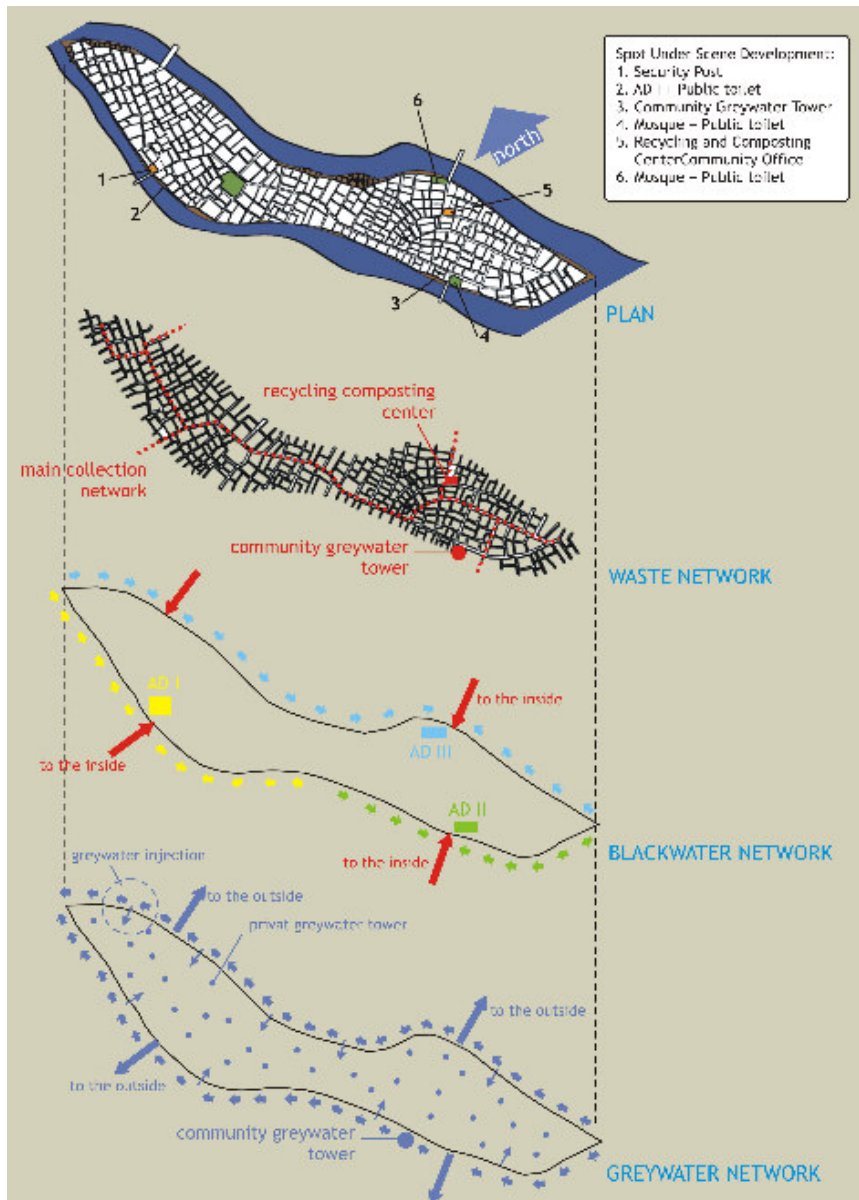 Spot Under Scene Development:
1. Security Post
2. AD I - Public toilet
3. Community Greywater Tower
4. Mosque – Public toilet
5. Recycling and Composting
CenterCommunity Office
6. Mosque – Public toilet
6
north
1
2
5
3
4
PLAN
recycling composting
center
main collection
network
community greywater
tower
WASTE NETWORK
AD I
to the inside
to the inside
AD III
AD II
to the inside
BLACKWATER NETWORK
greywater injection
to the outside
privat greywater tower
to the outside
to the outside
community greywater
tower
GREYWATER NETWORK